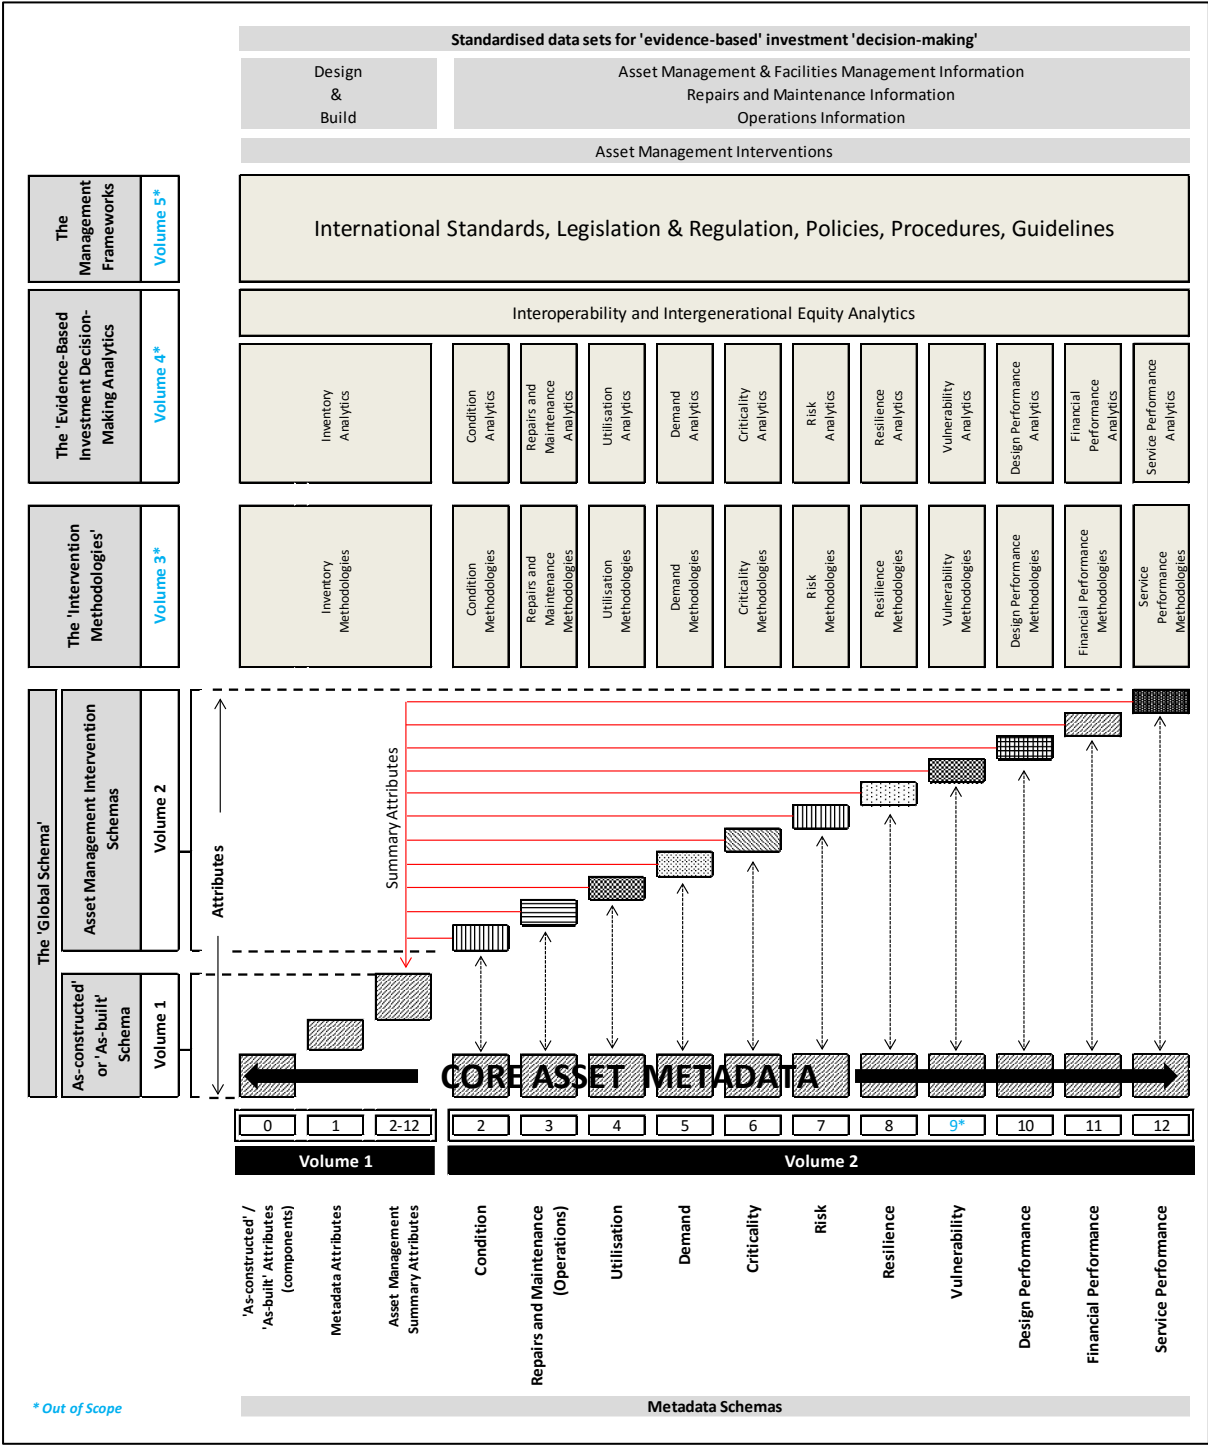 Standardised data sets for 'evidence-based' investment 'decision-making'
Design
&
Build
Asset Management & Facilities Management Information
Repairs and Maintenance Information
Operations Information
Asset Management Interventions
The
Management
Frameworks
Volume 5*
International Standards, Legislation & Regulation, Policies, Procedures, Guidelines
The 'Evidence-Based
Investment Decision-
Making Analytics
Volume 4*
Interoperability and Intergenerational Equity Analytics
Inventory
Analytics
Condition
Analytics
Repairs and
Maintenance
Analytics
Utilisation
Analytics
Demand
Analytics
Criticality
Analytics
Risk
Analytics
Resilience
Analytics
Vulnerability
Analytics
Design Performance
Analytics
Financial
Performance
Analytics
Service Performance
Analytics
The 'Intervention
Methodologies'
Volume 3*
Inventory
Methodologies
Condition
Methodologies
Repairs and
Maintenance
Methodologies
Utilisation
Methodologies
Demand
Methodologies
Criticality
Methodologies
Risk
Methodologies
Resilience
Methodologies
Vulnerability
Methodologies
Design Performance
Methodologies
Financial Performance
Methodologies
Service
Performance
Methodologies
The 'Global Schema'
Asset Management Intervention
Schemas
Volume 2
Attributes
Summary Attributes
As-constructed'
or 'As-built'
Schema
Volume 1
CORE ASSET METADATA
0
1
2-12
2
3
4
5
6
7
8
9*
10
11
12
Volume 1
Volume 2
'As-constructed' /
'As-built' Attributes
(components)
Metadata Attributes
Asset Management
Summary Attributes
Condition
Repairs and Maintenance
(Operations)
Utilisation
Demand
Criticality
Risk
Resilience
Vulnerability
Design Performance
Financial Performance
Service Performance
* Out of Scope
Metadata Schemas